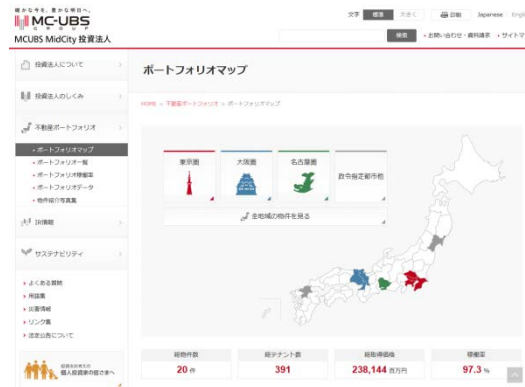 確かな今を、豊かな明日へ。
MC-UBS
GROUP
MCUBS MidCity 投資法人
文字 標準 大きく 印刷 Japanese Engl
検索 お問い合わせ・資料請求 サイトマ
投資法人について
投資法人のしくみ
不動産ポートフォリオ
ポートフォリオマップ
ポートフォリオ一覧
ポートフォリオ稼働率
ポートフォリオデータ
物件紹介写真集
IR情報
サステナビリティ
よくある質問
用語集
災害情報
リンク集
法定公告について
個人投資家の皆さまへ
ポートフォリオマップ
HOME > 不動産ポートフォリオ > ポートフォリオマップ
東京圏 大阪圏 名古屋圏 政令指定都市他
全地域の物件を見る
総物件数 総テナント数 総取得価格 稼働率
20 件 391 238,144 百万円 97.3 %